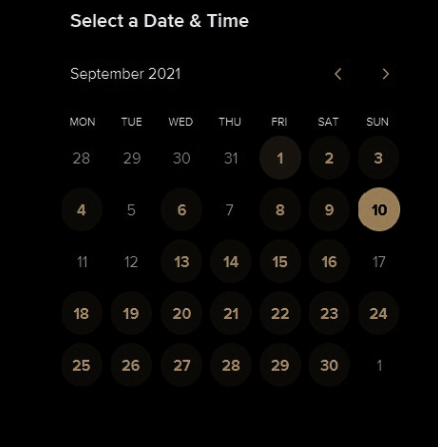 Select a Date & Time
September 2021
MON TUE WED THU FRI SAT SUN
28 29 30 31 1 2 3
4 5 6 7 8 9 10
11 12 13 14 15 16 17
18 19 20 21 22 23 24
25 26 27 28 29 30 1